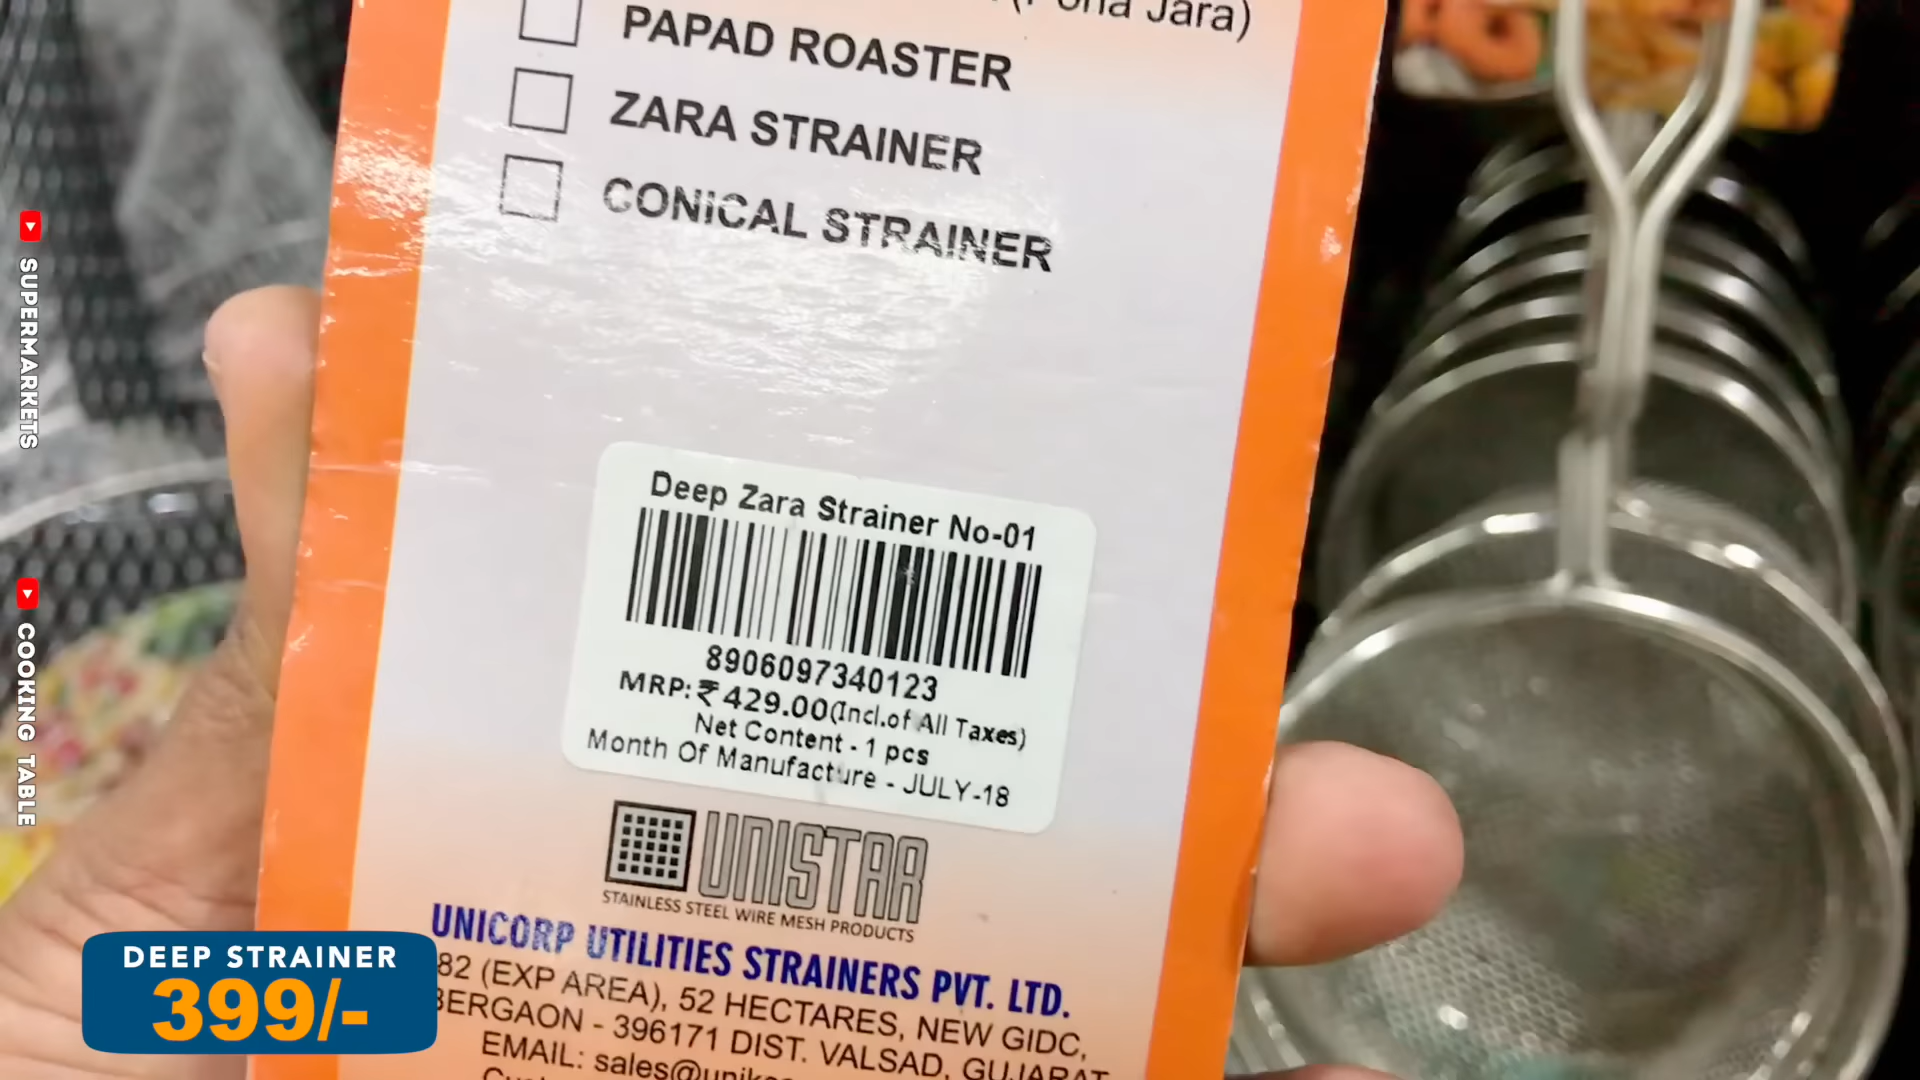 (Poha Jara)
PAPAD ROASTER
ZARA STRAINER
CONICAL STRAINER
Deep Zara Strainer No-01
8906097340123
MRP: ₹ 429.00(Incl.of All Taxes)
Net Content - 1 pcs
Month Of Manufacture - JULY-18
UNISTAR
STAINLESS STEEL WIRE MESH PRODUCTS
UNICORP UTILITIES STRAINERS PVT. LTD.
82 (EXP AREA), 52 HECTARES, NEW GIDC,
BERGAON - 396171 DIST. VALSAD, GUJARAT
EMAIL:
DEEP STRAINER
399/-
SUPERMARKETS
COOKING TABLE